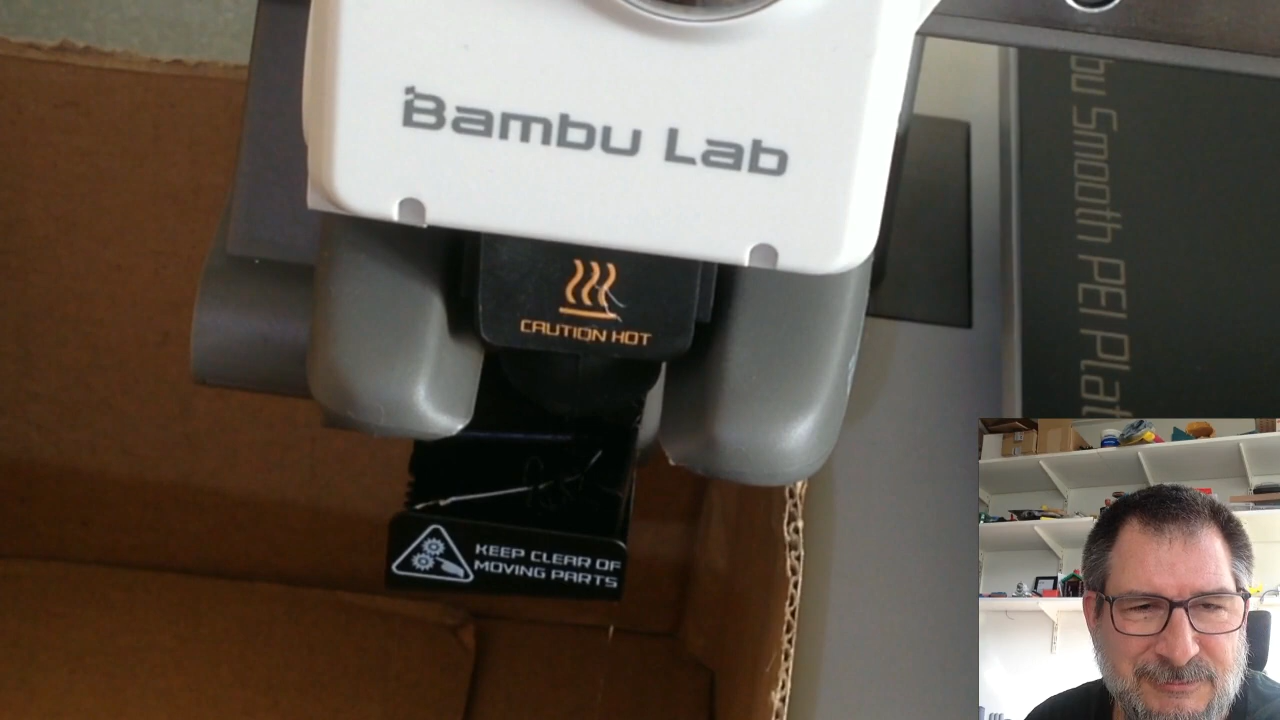 Bambu Lab
CAUTION HOT
KEEP CLEAR OF
MOVING PARTS
bu Smooth PEI Plat